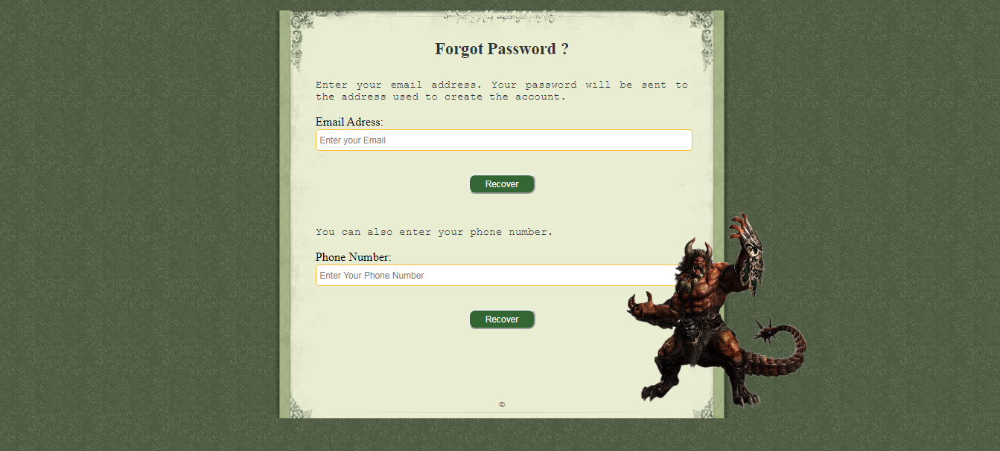 Forgot Password ?
Enter your email address. Your password will be sent to
the address used to create the account.
Email Adress:
Enter your Email
Recover
You can also enter your phone number.
Phone Number:
Enter Your Phone Number
Recover
©